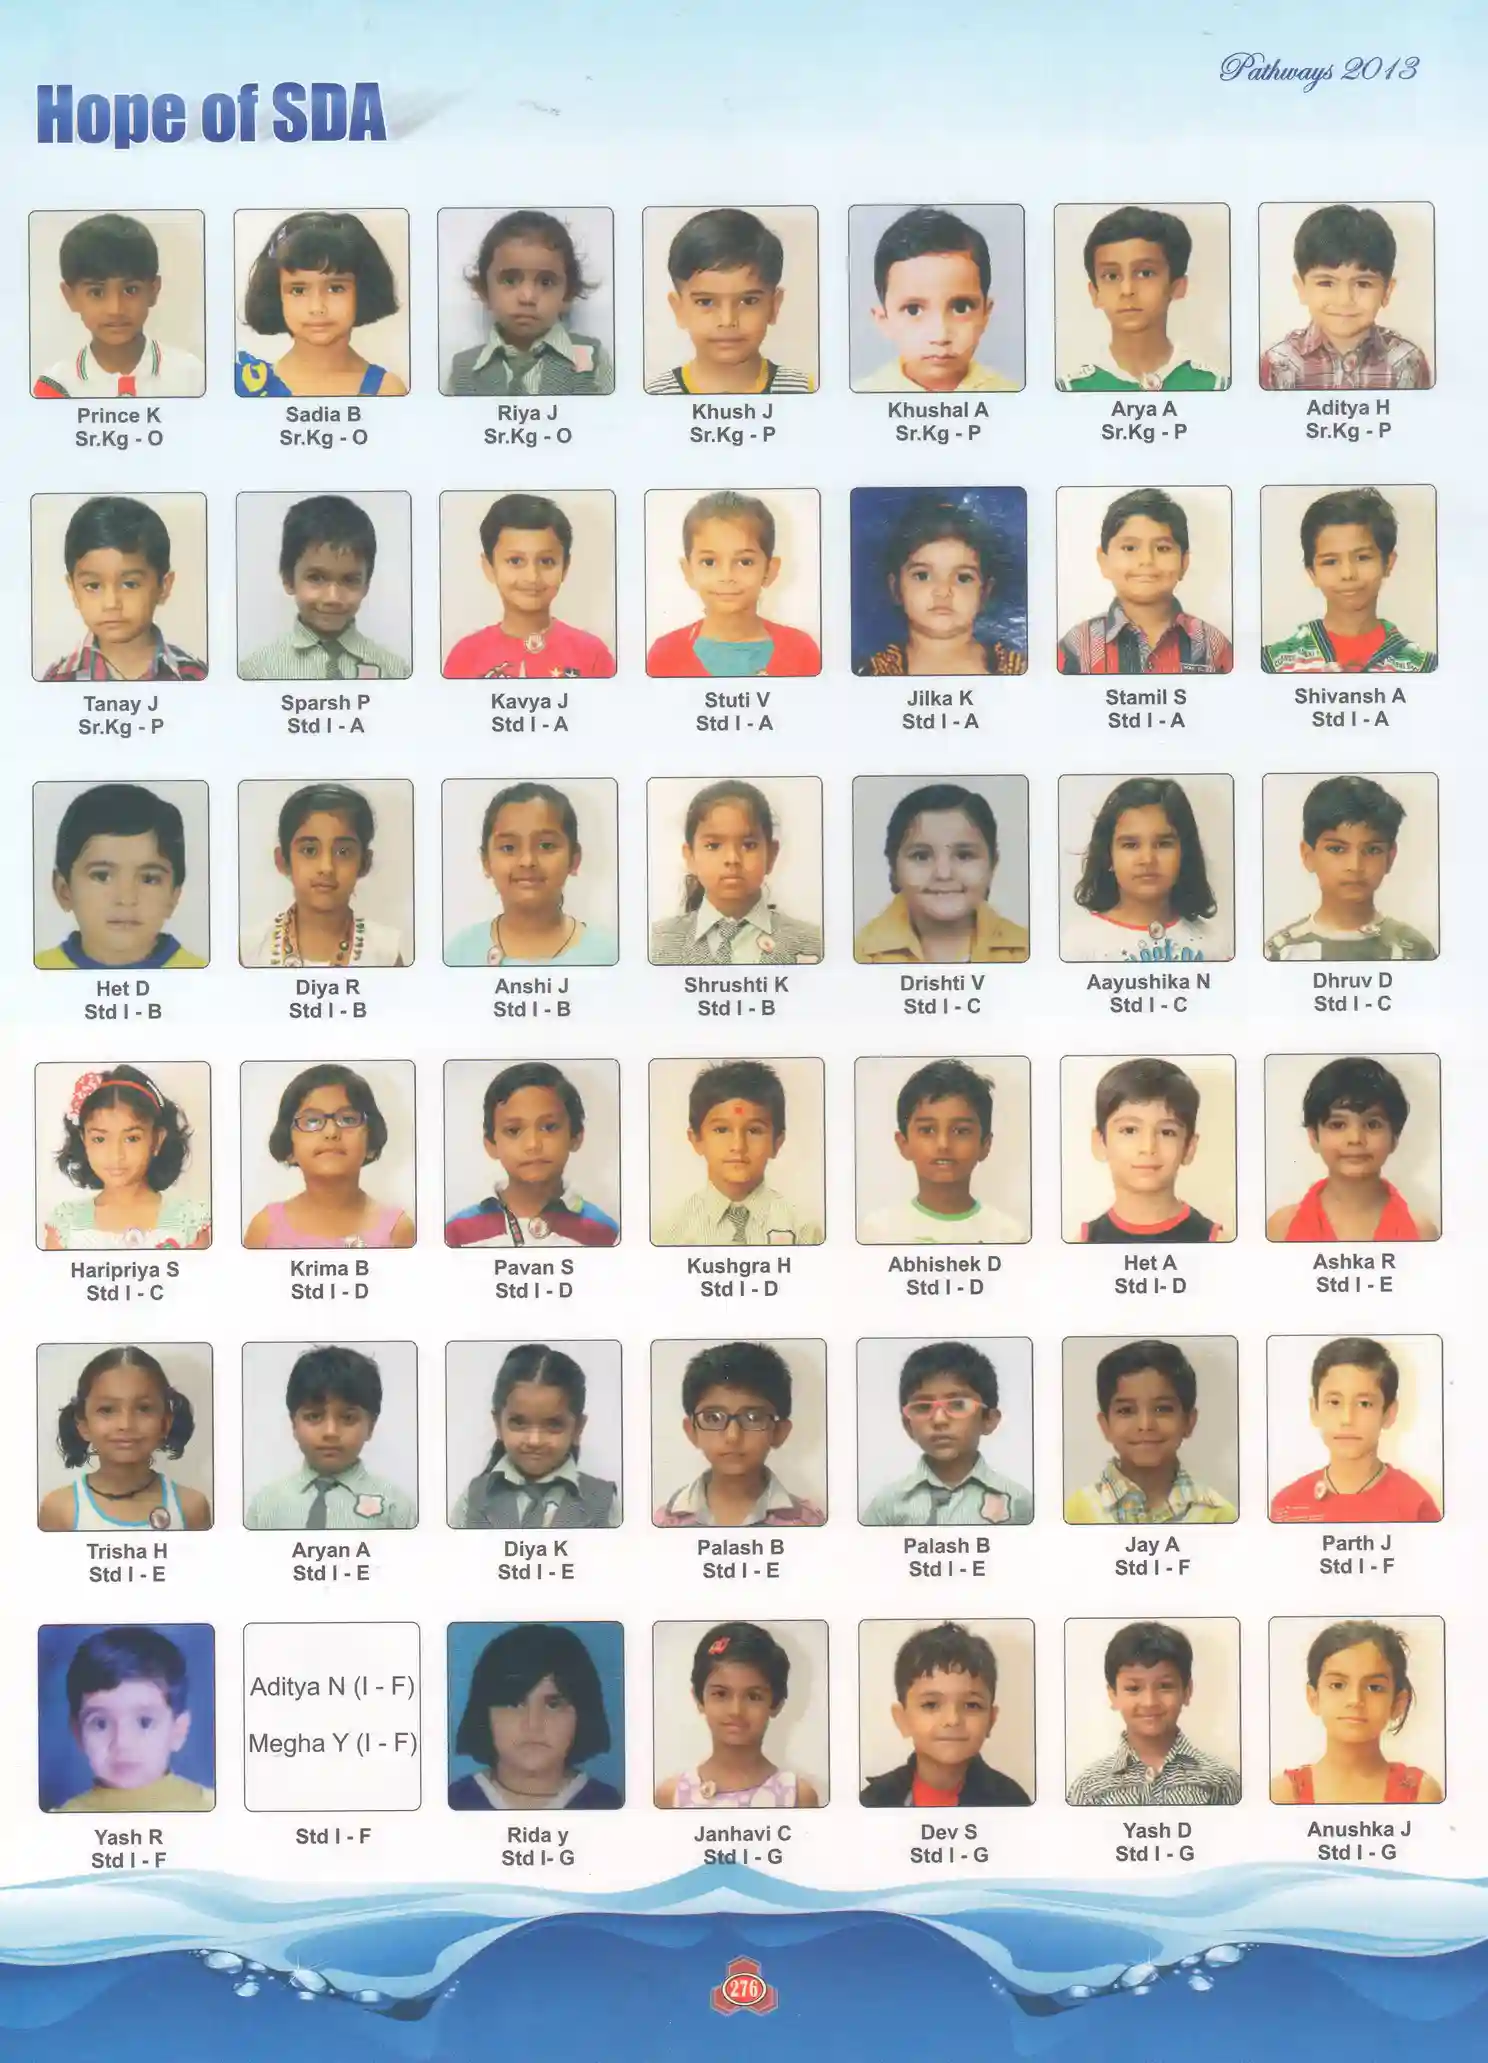 Pathways 2013
Hope of SDA
Prince K
Sr.Kg - O
Sadia B
Sr.Kg - O
Riya J
Sr.Kg - O
Khush J
Sr.Kg - P
Khushal A
Sr.Kg - P
Arya A
Sr.Kg - P
Aditya H
Sr.Kg - P
Tanay J
Sr.Kg - P
Sparsh P
Std I - A
Kavya J
Std I - A
Stuti V
Std I - A
Jilka K
Std I - A
Stamil S
Std I - A
Shivansh A
Std I - A
Het D
Std I - B
Diya R
Std I - B
Anshi J
Std I - B
Shrushti K
Std I - B
Drishti V
Std I - C
Aayushika N
Std I - C
Dhruv D
Std I - C
Haripriya S
Std I - C
Krima B
Std I - D
Pavan S
Std I - D
Kushgra H
Std I - D
Abhishek D
Std I - D
Het A
Std I- D
Ashka R
Std I - E
Trisha H
Std I - E
Aryan A
Std I - E
Diya K
Std I - E
Palash B
Std I - E
Palash B
Std I - E
Jay A
Std I - F
Parth J
Std I - F
Yash R
Std I - F
Aditya N (I - F)
Megha Y (I - F)
Std I - F
Rida y
Std I- G
Janhavi C
Std I - G
Dev S
Std I - G
Yash D
Std I - G
Anushka J
Std I - G
276